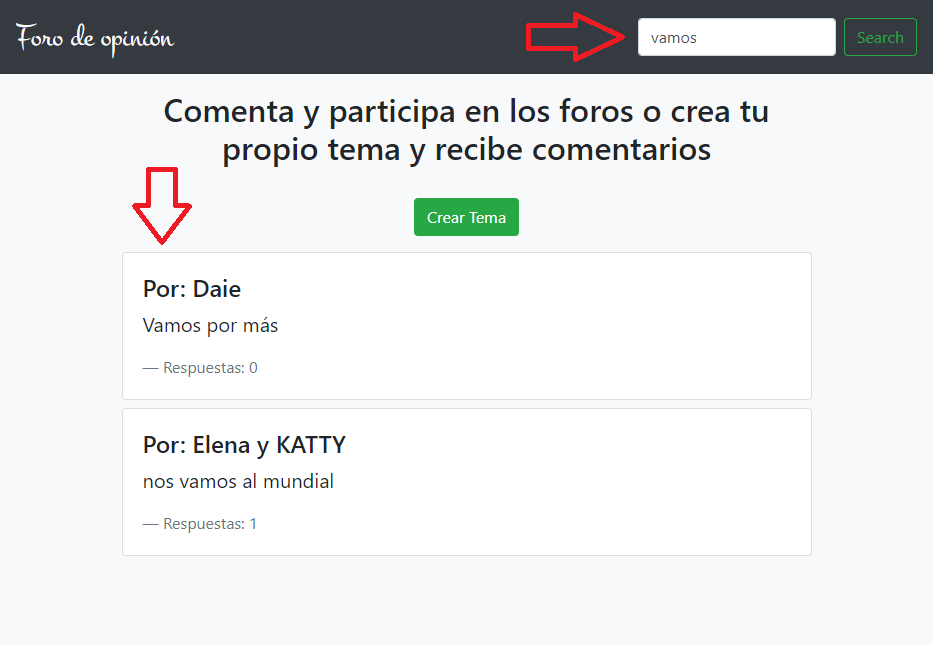 Foro de opinión
vamos
Search
Comenta y participa en los foros o crea tu
propio tema y recibe comentarios
Crear Tema
Por: Daie
Vamos por más
— Respuestas: 0
Por: Elena y KATTY
nos vamos al mundial
— Respuestas: 1